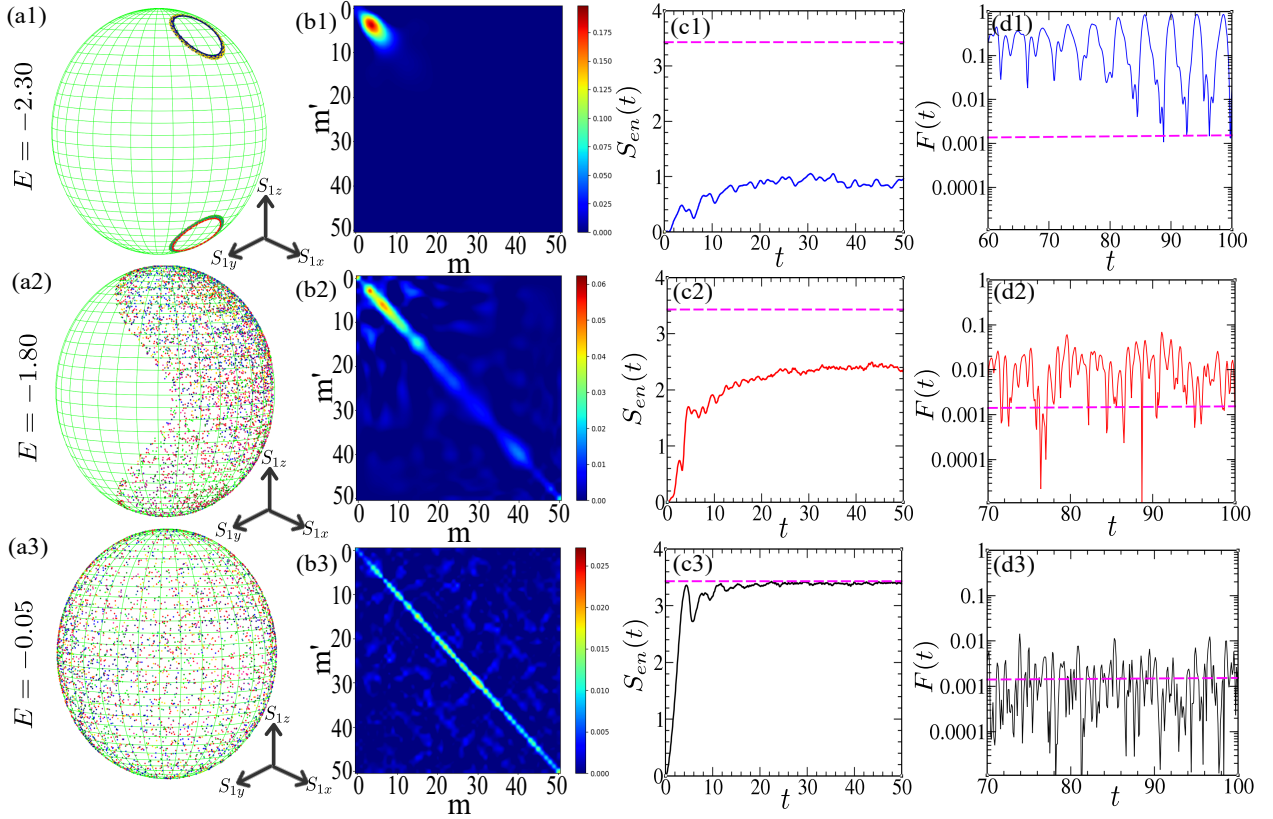 (a1)
E = −2.30
S1z
S1y
S1x
(b1)
0
10
20
30
40
50
m'
0 10 20 30 40 50
m
0.175
0.150
0.125
0.100
0.075
0.050
0.025
0.000
(c1)
4
3
2
1
0
Sen(t)
0 10 20 30 40 50
t
(d1)
1
0.1
0.01
0.001
0.0001
F(t)
60 70 80 90 100
t
(a2)
E = −1.80
S1z
S1y
S1x
(b2)
0
10
20
30
40
50
m'
0 10 20 30 40 50
m
0.06
0.05
0.04
0.03
0.02
0.01
0.00
(c2)
4
3
2
1
0
Sen(t)
0 10 20 30 40 50
t
(d2)
1
0.1
0.01
0.001
0.0001
F(t)
70 80 90 100
t
(a3)
E = −0.05
S1z
S1y
S1x
(b3)
0
10
20
30
40
50
m'
0 10 20 30 40 50
m
0.025
0.020
0.015
0.010
0.005
0.000
(c3)
4
3
2
1
0
Sen(t)
0 10 20 30 40 50
t
(d3)
1
0.1
0.01
0.001
0.0001
F(t)
70 80 90 100
t